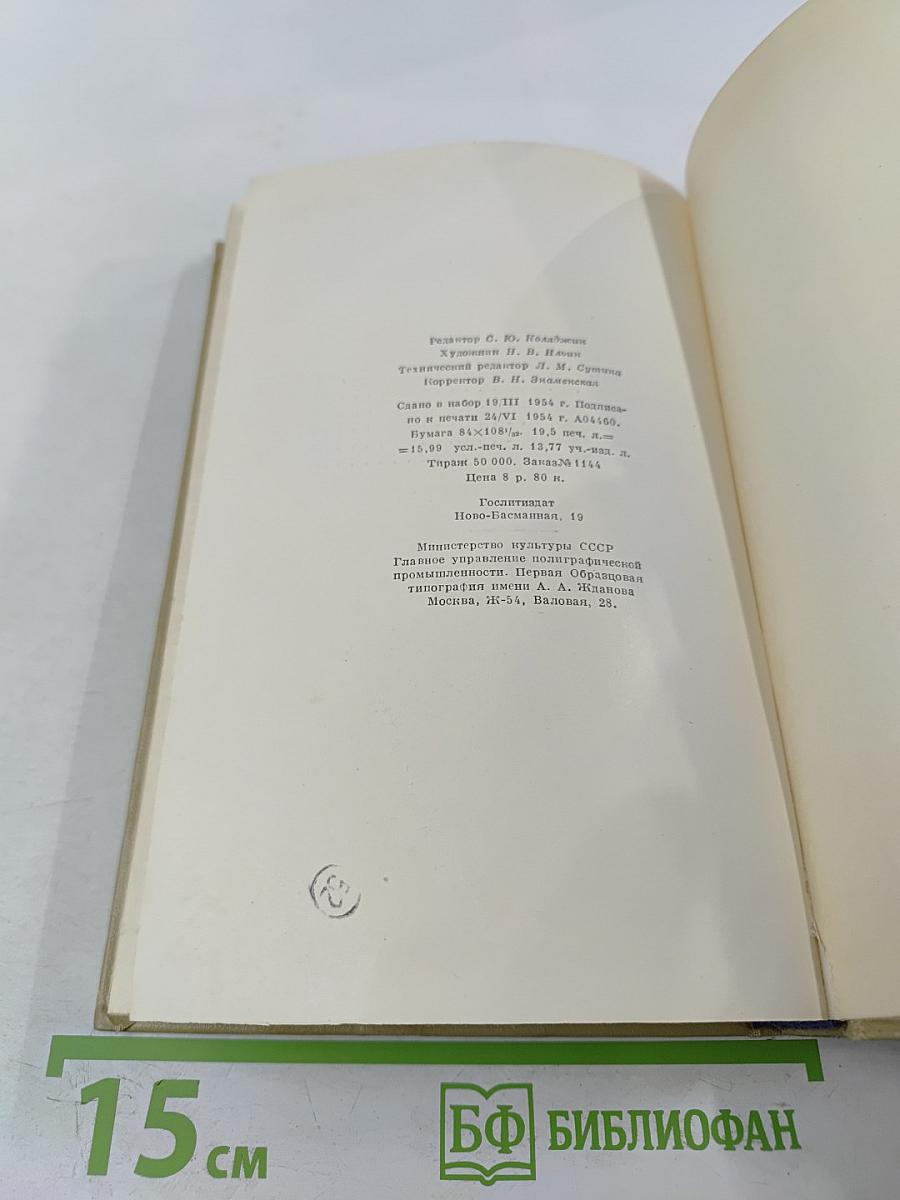 Редактор С. Ю. Коляджин
Художник Н. В. Ильин
Технический редактор Л. М. Сутина
Корректор В. Н. Знаменская
Сдано в набор 19/III 1954 г. Подписа-
но к печати 24/VI 1954 г. А04460.
Бумага 84×108¹/₃₂. 19,5 печ. л.=
=15,99 усл.-печ. л. 13,77 уч.-изд. л.
Тираж 50 000. Заказ№1144
Цена 8 р. 80 к.
Гослитиздат
Ново-Басманная, 19
Министерство культуры СССР
Главное управление полиграфической
промышленности. Первая Образцовая
типография имени А. А. Жданова
Москва, Ж-54, Валовая, 28.
15 см
БФ БИБЛИОФАН